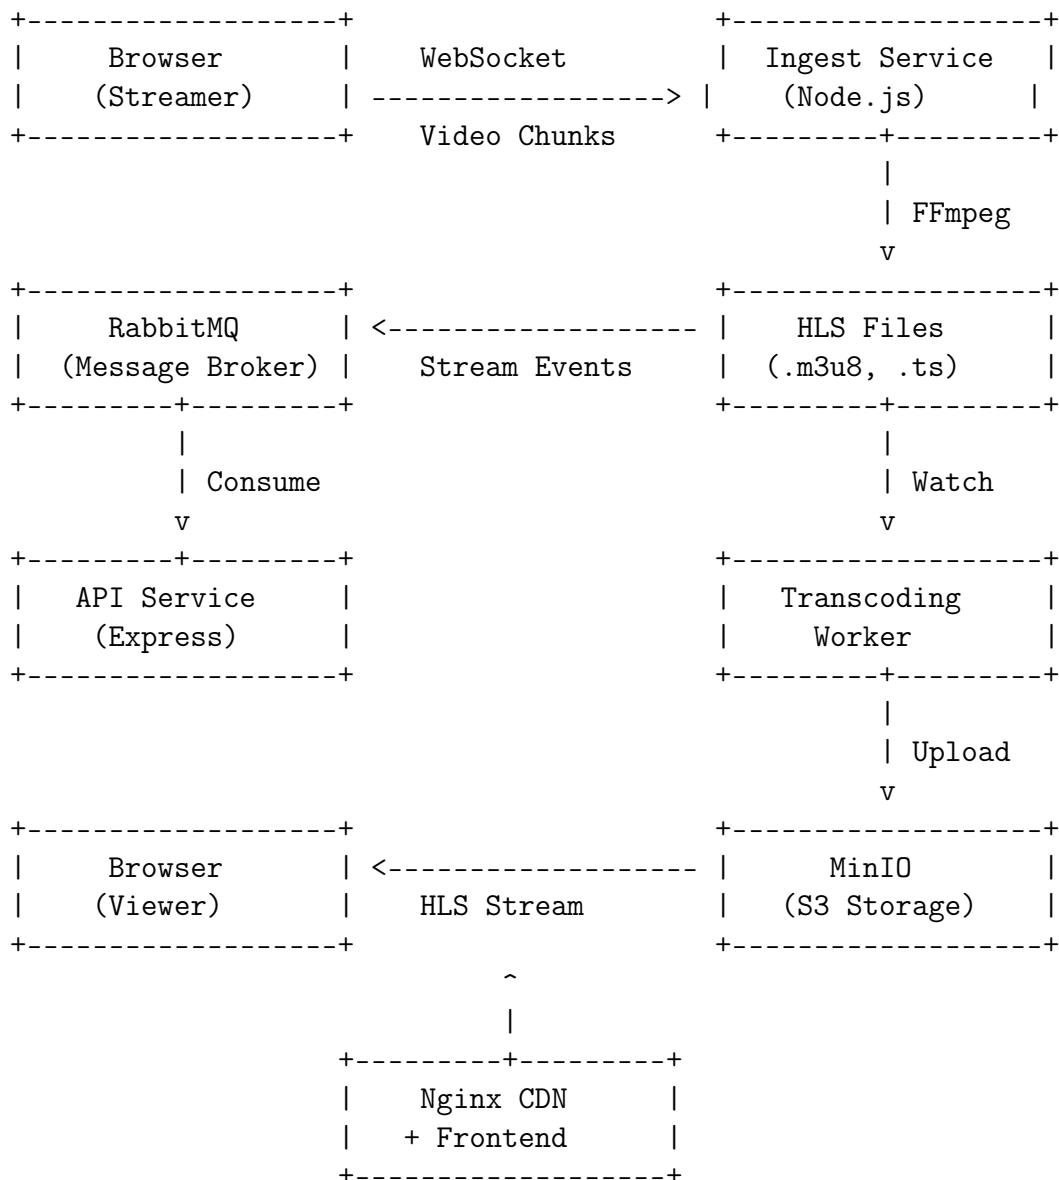 Browser WebSocket Ingest Service
(Streamer) (Node.js)
Video Chunks
FFmpeg
RabbitMQ HLS Files
(Message Broker) Stream Events (.m3u8, .ts)
Consume Watch
API Service Transcoding
(Express) Worker
Upload
Browser MinIO
(Viewer) HLS Stream (S3 Storage)
Nginx CDN
+ Frontend